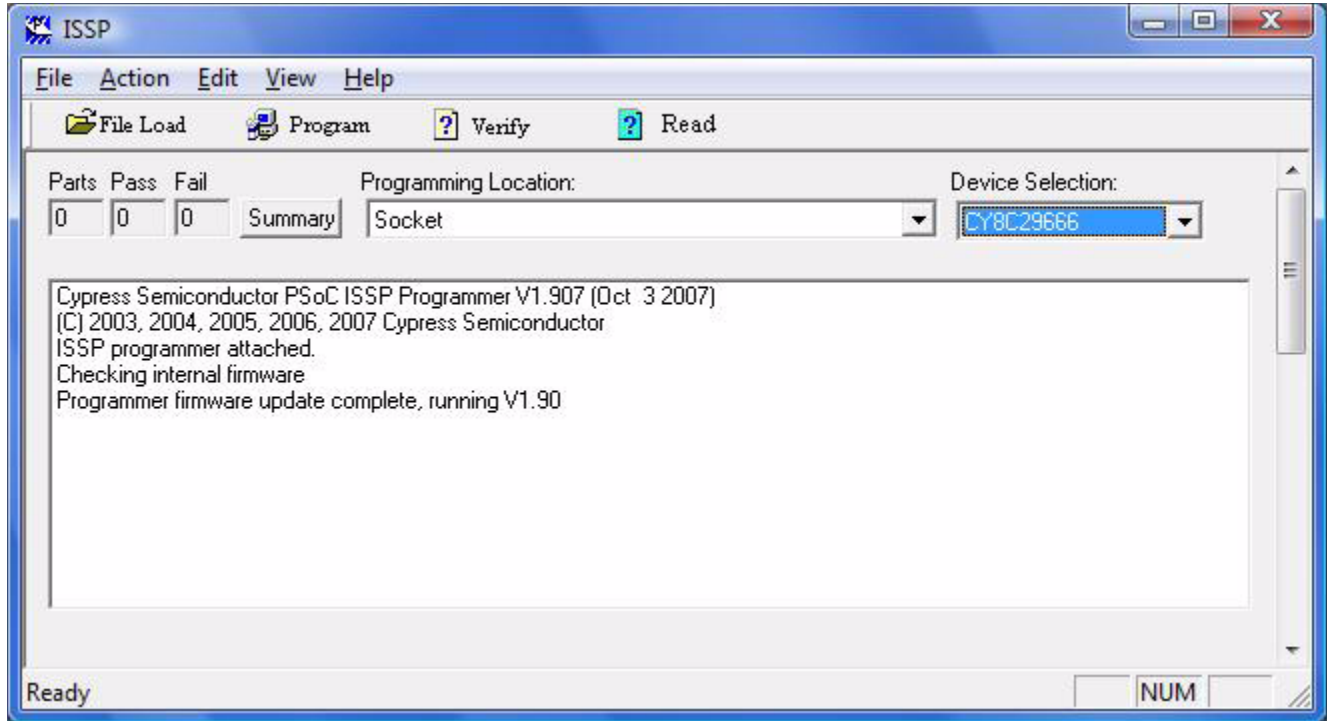 ISSP
File Action Edit View Help
File Load Program ? Verify ? Read
Parts Pass Fail Programming Location: Device Selection:
0 0 0 Summary Socket CY8C29666
Cypress Semiconductor PSoC ISSP Programmer V1.907 (Oct  3 2007)
(C) 2003, 2004, 2005, 2006, 2007 Cypress Semiconductor
ISSP programmer attached.
Checking internal firmware
Programmer firmware update complete, running V1.90
Ready NUM